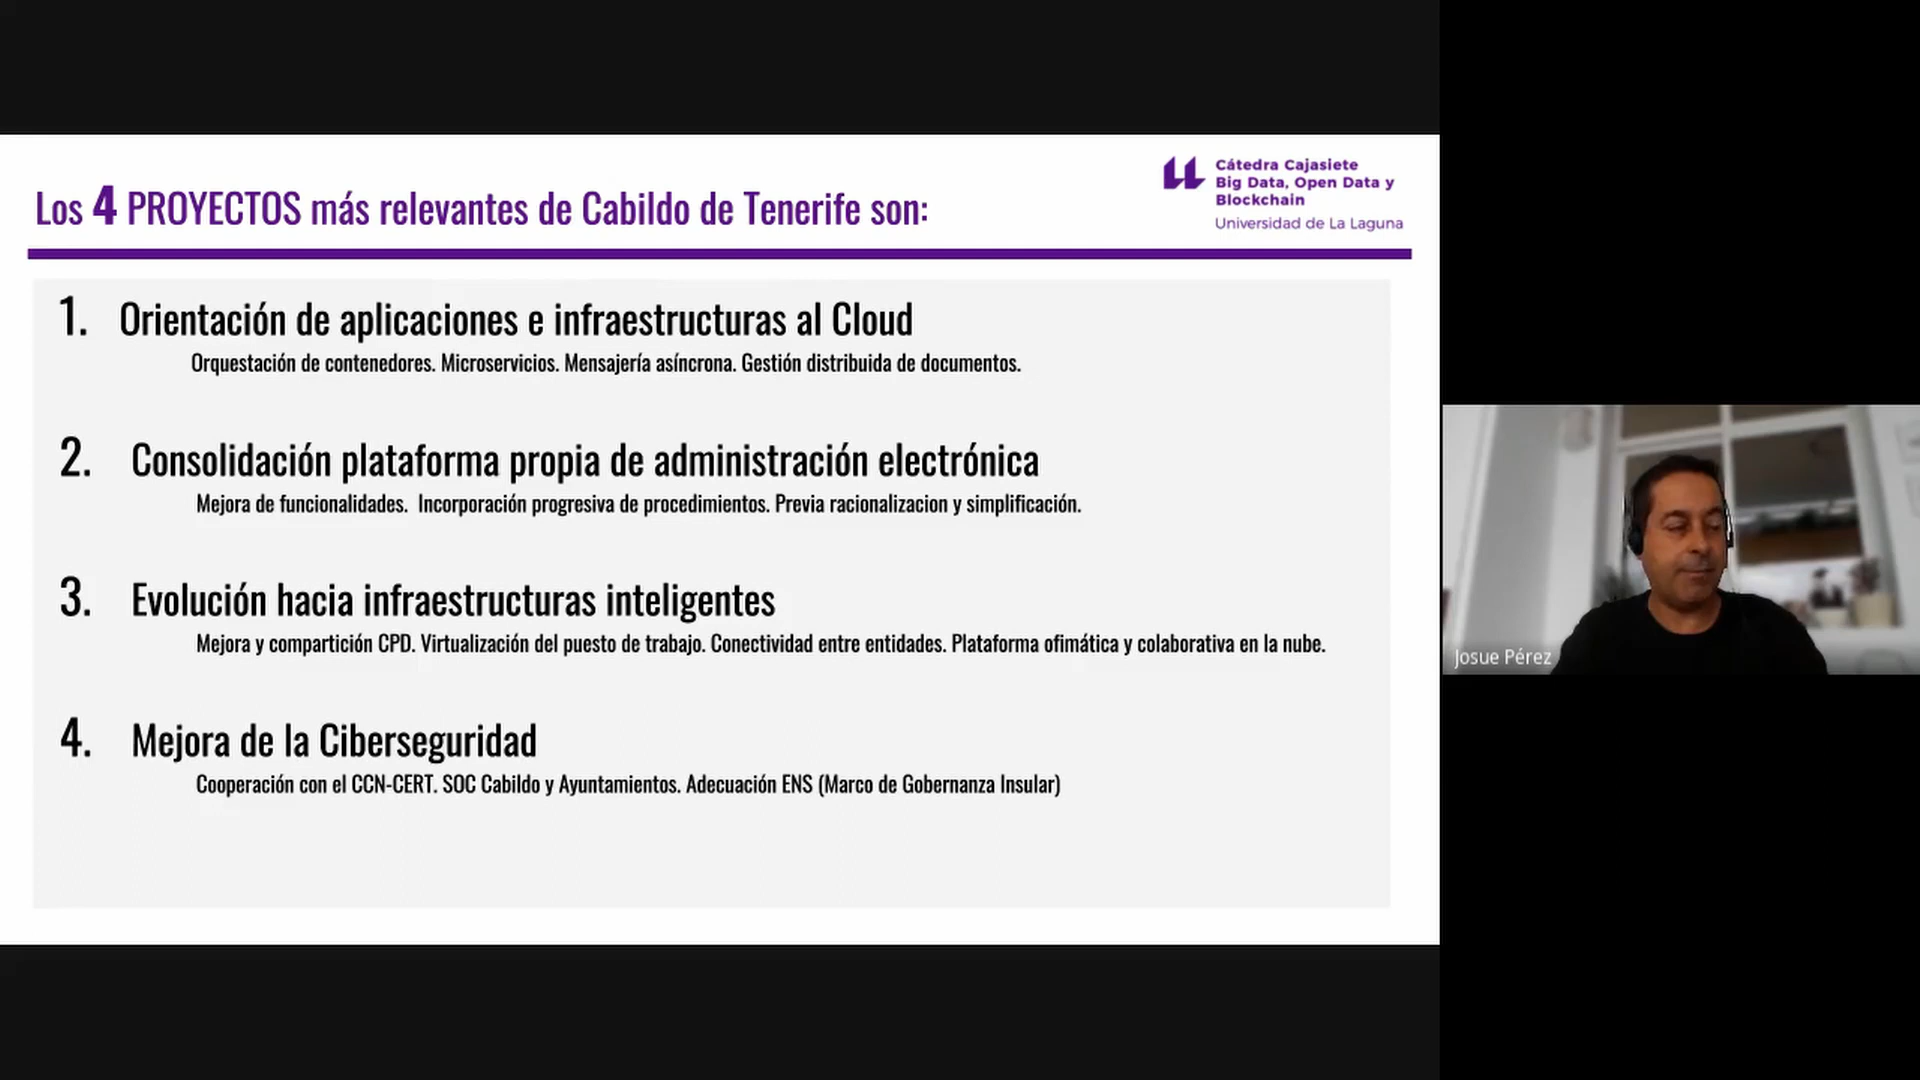 Los 4 PROYECTOS más relevantes de Cabildo de Tenerife son:
Cátedra Cajasiete
Big Data, Open Data y
Blockchain
Universidad de La Laguna
1. Orientación de aplicaciones e infraestructuras al Cloud
Orquestación de contenedores. Microservicios. Mensajería asíncrona. Gestión distribuida de documentos.
2. Consolidación plataforma propia de administración electrónica
Mejora de funcionalidades. Incorporación progresiva de procedimientos. Previa racionalizacion y simplificación.
3. Evolución hacia infraestructuras inteligentes
Mejora y compartición CPD. Virtualización del puesto de trabajo. Conectividad entre entidades. Plataforma ofimática y colaborativa en la nube.
4. Mejora de la Ciberseguridad
Cooperación con el CCN-CERT. SOC Cabildo y Ayuntamientos. Adecuación ENS (Marco de Gobernanza Insular)
Josue Pérez